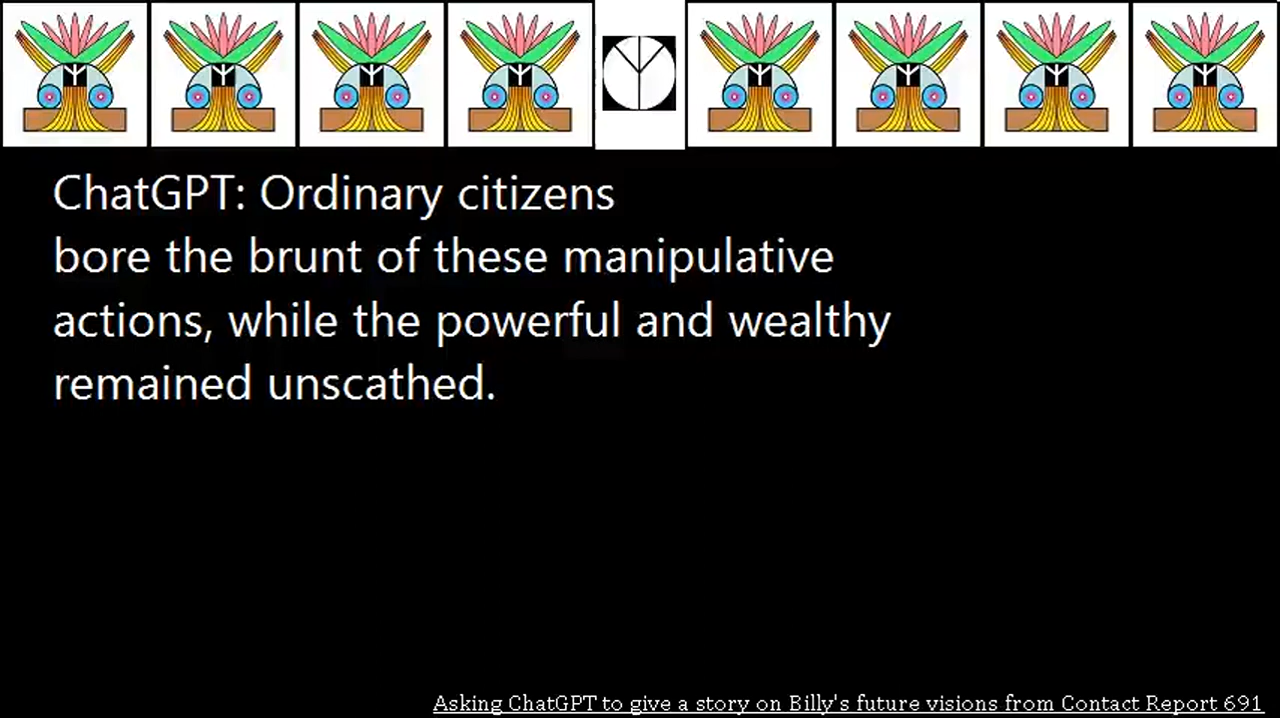 ChatGPT: Ordinary citizens
bore the brunt of these manipulative
actions, while the powerful and wealthy
remained unscathed.
Asking ChatGPT to give a story on Billy's future visions from Contact Report 691